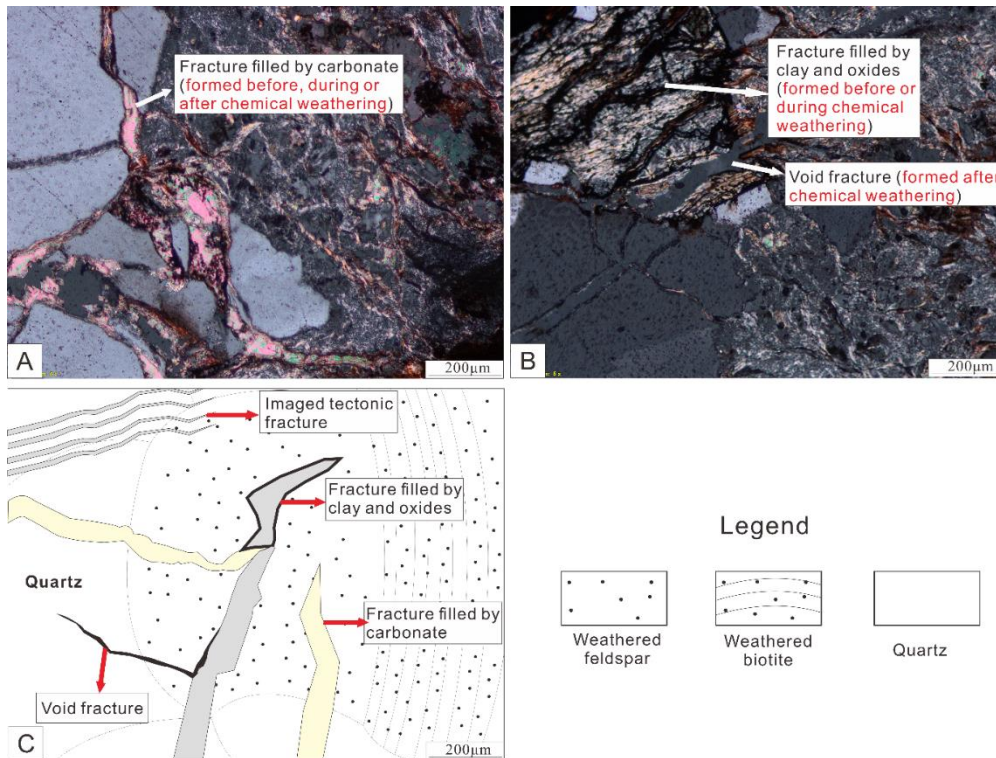 Fracture filled by carbonate
(formed before, during or
after chemical weathering)
A
200μm
Fracture filled by
clay and oxides
(formed before or
during chemical
weathering)
Void fracture (formed after
chemical weathering)
B
200μm
Imaged tectonic
fracture
Fracture filled by
clay and oxides
Quartz
Fracture filled by
carbonate
Void fracture
C
200μm
Legend
Weathered
feldspar
Weathered
biotite
Quartz